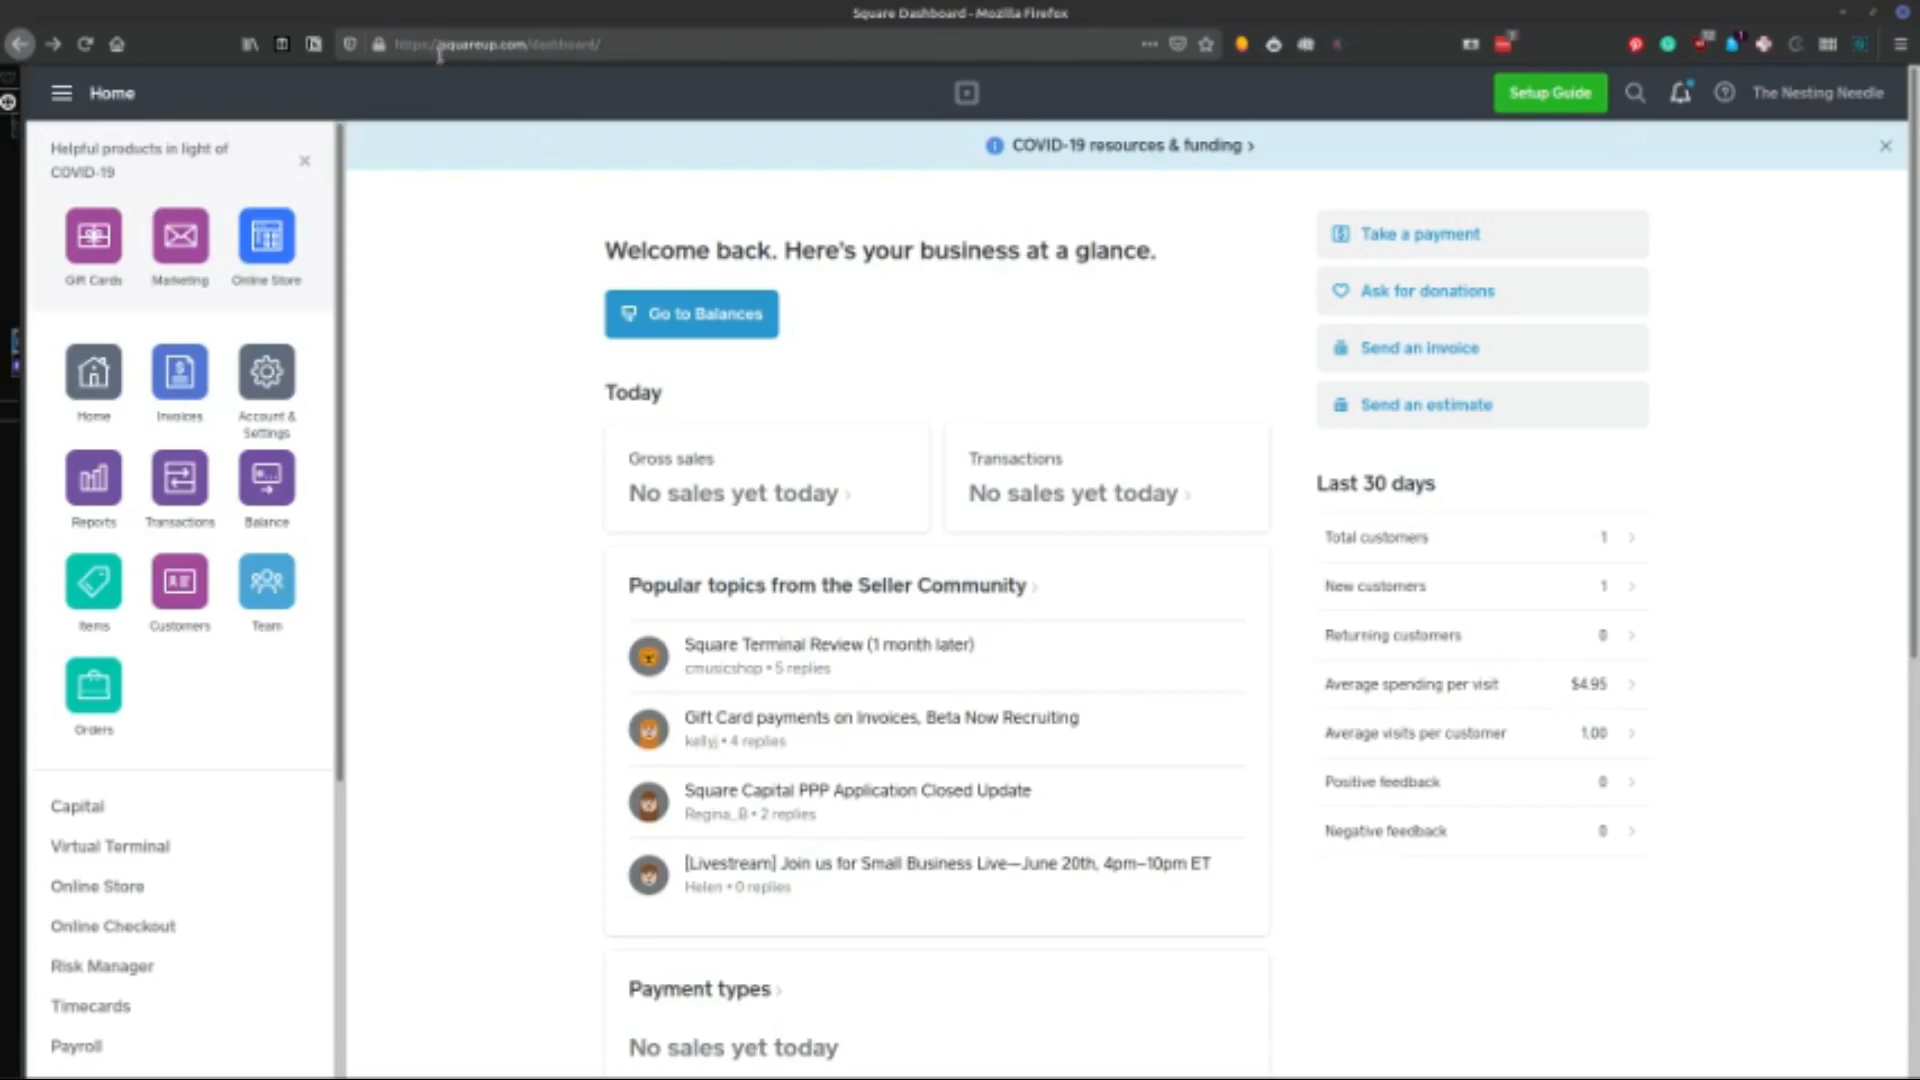 Square Dashboard - Mozilla Firefox
https://squareup.com/dashboard/
Home
Setup Guide
The Nesting Needle
Helpful products in light of
COVID-19
Gift Cards
Marketing
Online Store
Home
Invoices
Account &
Settings
Reports
Transactions
Balance
Items
Customers
Team
Orders
Capital
Virtual Terminal
Online Store
Online Checkout
Risk Manager
Timecards
Payroll
COVID-19 resources & funding >
Welcome back. Here's your business at a glance.
Go to Balances
Today
Gross sales
No sales yet today >
Transactions
No sales yet today >
Popular topics from the Seller Community >
Square Terminal Review (1 month later)
cmusicshop • 5 replies
Gift Card payments on Invoices, Beta Now Recruiting
kellyj • 4 replies
Square Capital PPP Application Closed Update
Regina_B • 2 replies
[Livestream] Join us for Small Business Live—June 20th, 4pm–10pm ET
Helen • 0 replies
Payment types >
No sales yet today
Take a payment
Ask for donations
Send an invoice
Send an estimate
Last 30 days
Total customers 1 >
New customers 1 >
Returning customers 0 >
Average spending per visit $4.95 >
Average visits per customer 1.00 >
Positive feedback 0 >
Negative feedback 0 >